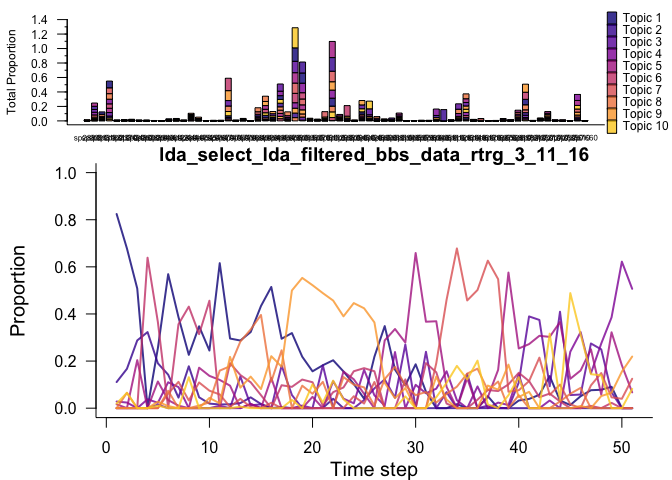 Total Proportion
1.4
1.2
1.0
0.8
0.6
0.4
0.2
0.0
Topic 1
Topic 2
Topic 3
Topic 4
Topic 5
Topic 6
Topic 7
Topic 8
Topic 9
Topic 10
lda_select_lda_filtered_bbs_data_rtrg_3_11_16
Proportion
1.0
0.8
0.6
0.4
0.2
0.0
0 10 20 30 40 50
Time step